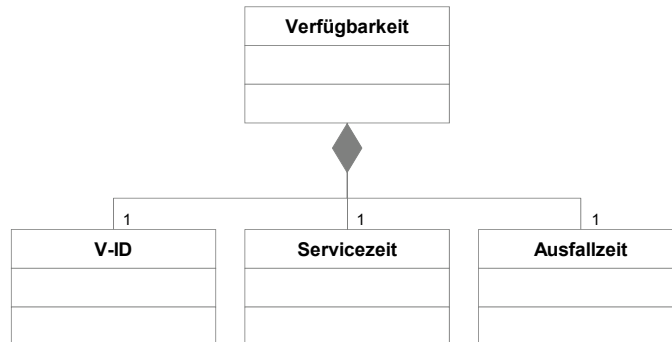 Verfügbarkeit
1
1
1
V-ID
Servicezeit
Ausfallzeit